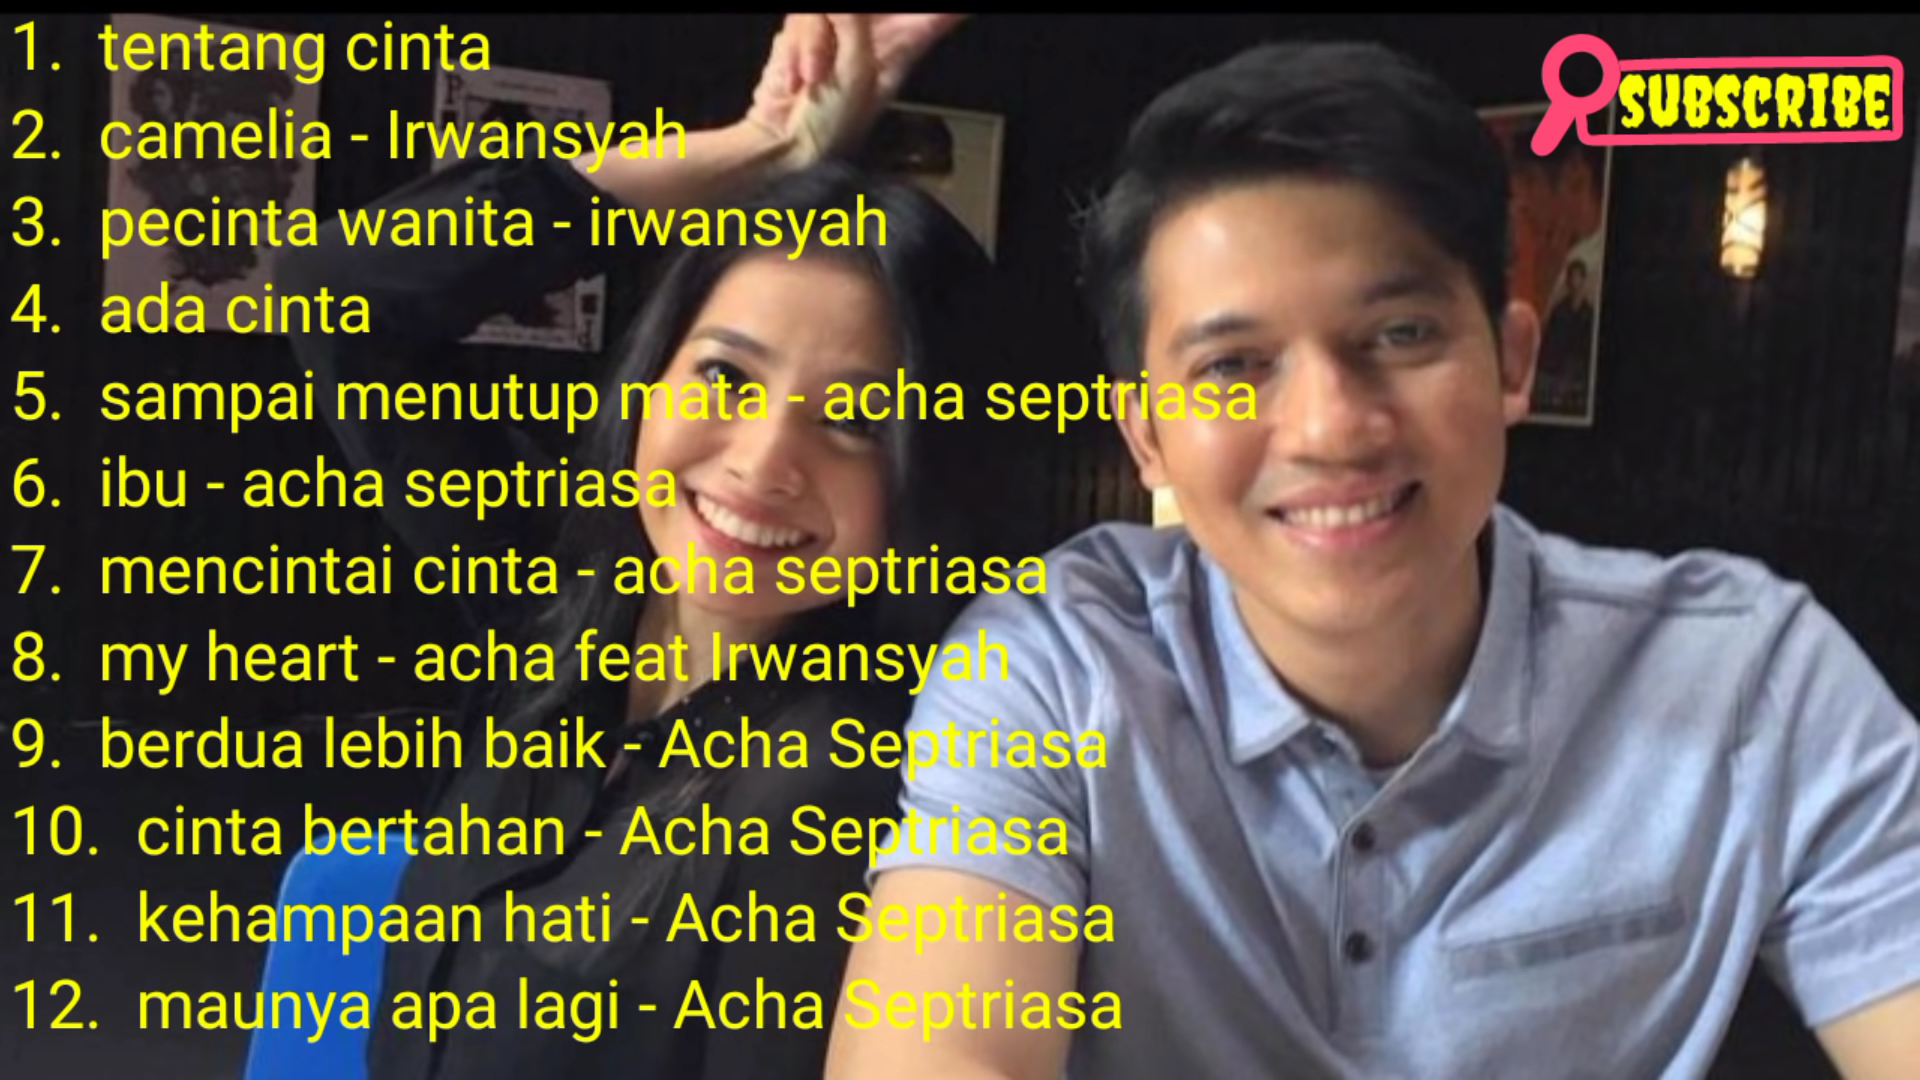 1. tentang cinta
2. camelia - Irwansyah
3. pecinta wanita - irwansyah
4. ada cinta
5. sampai menutup mata - acha septriasa
6. ibu - acha septriasa
7. mencintai cinta - acha septriasa
8. my heart - acha feat Irwansyah
9. berdua lebih baik - Acha Septriasa
10. cinta bertahan - Acha Septriasa
11. kehampaan hati - Acha Septriasa
12. maunya apa lagi - Acha Septriasa
SUBSCRIBE